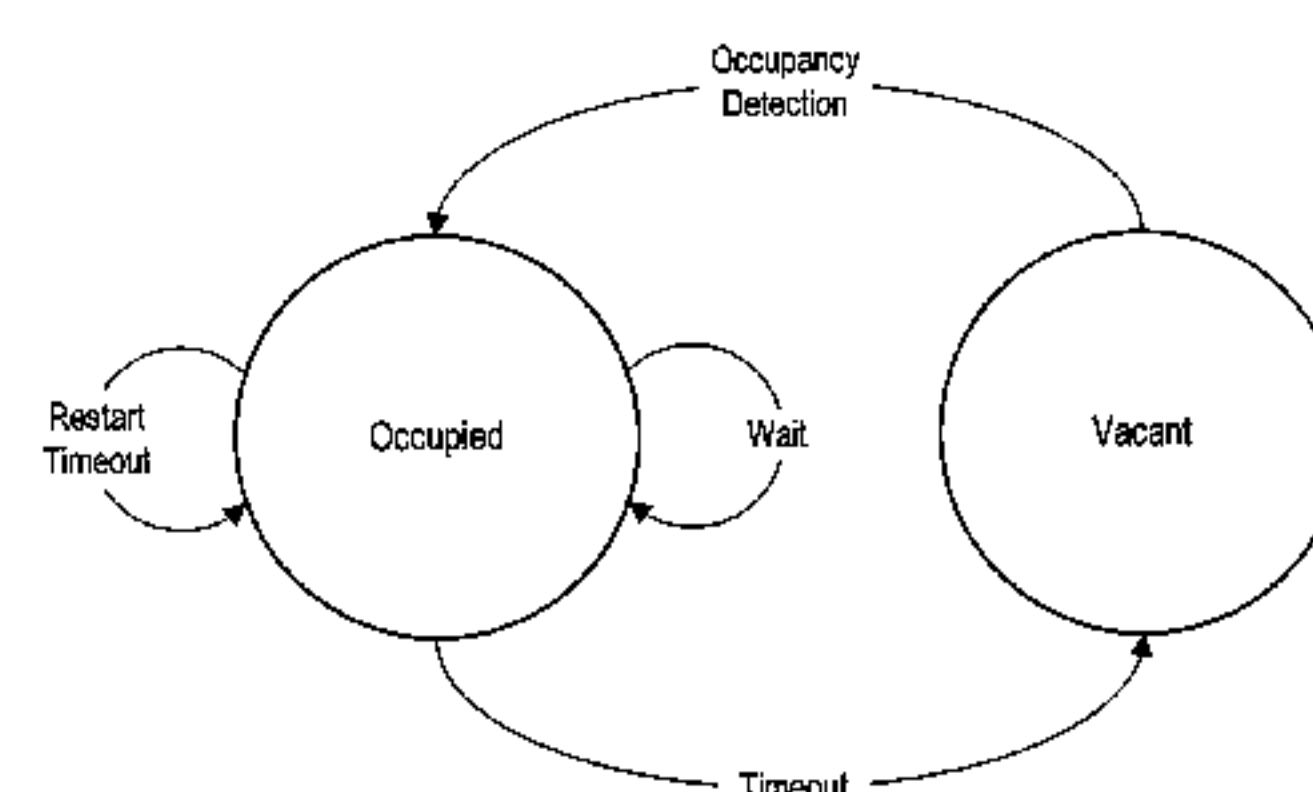 Occupancy
Detection
Restart
Timeout
Occupied
Wait
Vacant
Timeout